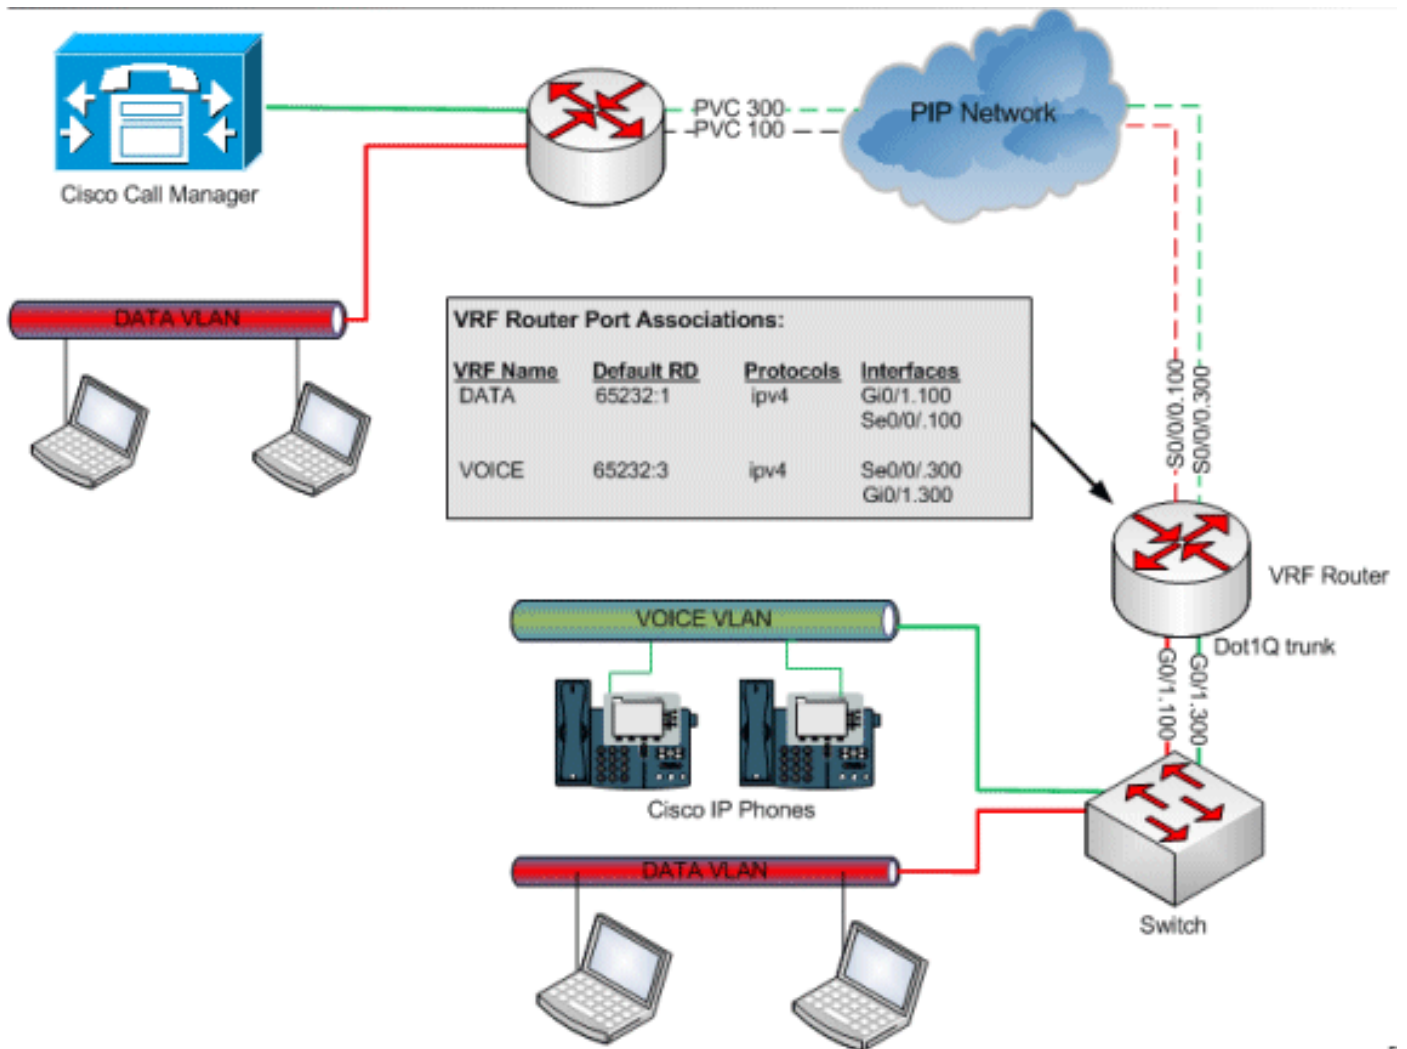 PIP Network
PVC 300
PVC 100
Cisco Call Manager
DATA VLAN
VRF Router Port Associations:
VRF Name Default RD Protocols Interfaces
DATA 65232:1 ipv4 Gi0/1.100
Se0/0/.100
VOICE 65232:3 ipv4 Se0/0/.300
Gi0/1.300
S0/0/0.100
S0/0/0.300
VRF Router
Dot1Q trunk
G0/1.100
G0/1.300
VOICE VLAN
Cisco IP Phones
DATA VLAN
Switch